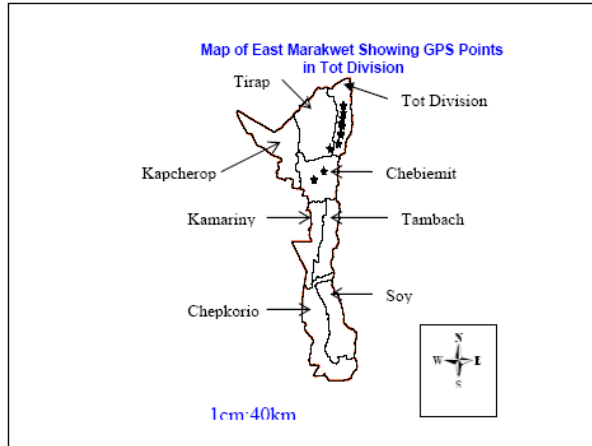 Map of East Marakwet Showing GPS Points
in Tot Division
Tirap
Tot Division
Kapcherop
Chebiemit
Kamariny
Tambach
Chepkorio
Soy
N
W
E
S
1cm:40km